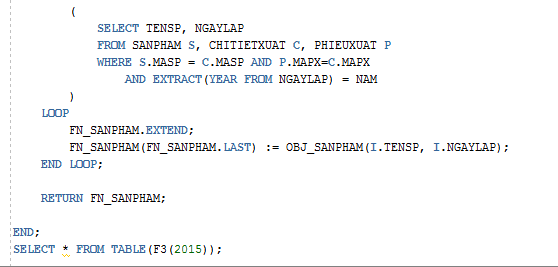 (
SELECT TENSP, NGAYLAP
FROM SANPHAM S, CHITIETXUAT C, PHIEUXUAT P
WHERE S.MASP = C.MASP AND P.MAPX=C.MAPX
AND EXTRACT(YEAR FROM NGAYLAP) = NAM
)
LOOP
FN_SANPHAM.EXTEND;
FN_SANPHAM(FN_SANPHAM.LAST) := OBJ_SANPHAM(I.TENSP, I.NGAYLAP);
END LOOP;
RETURN FN_SANPHAM;
END;
SELECT * FROM TABLE(F3(2015));